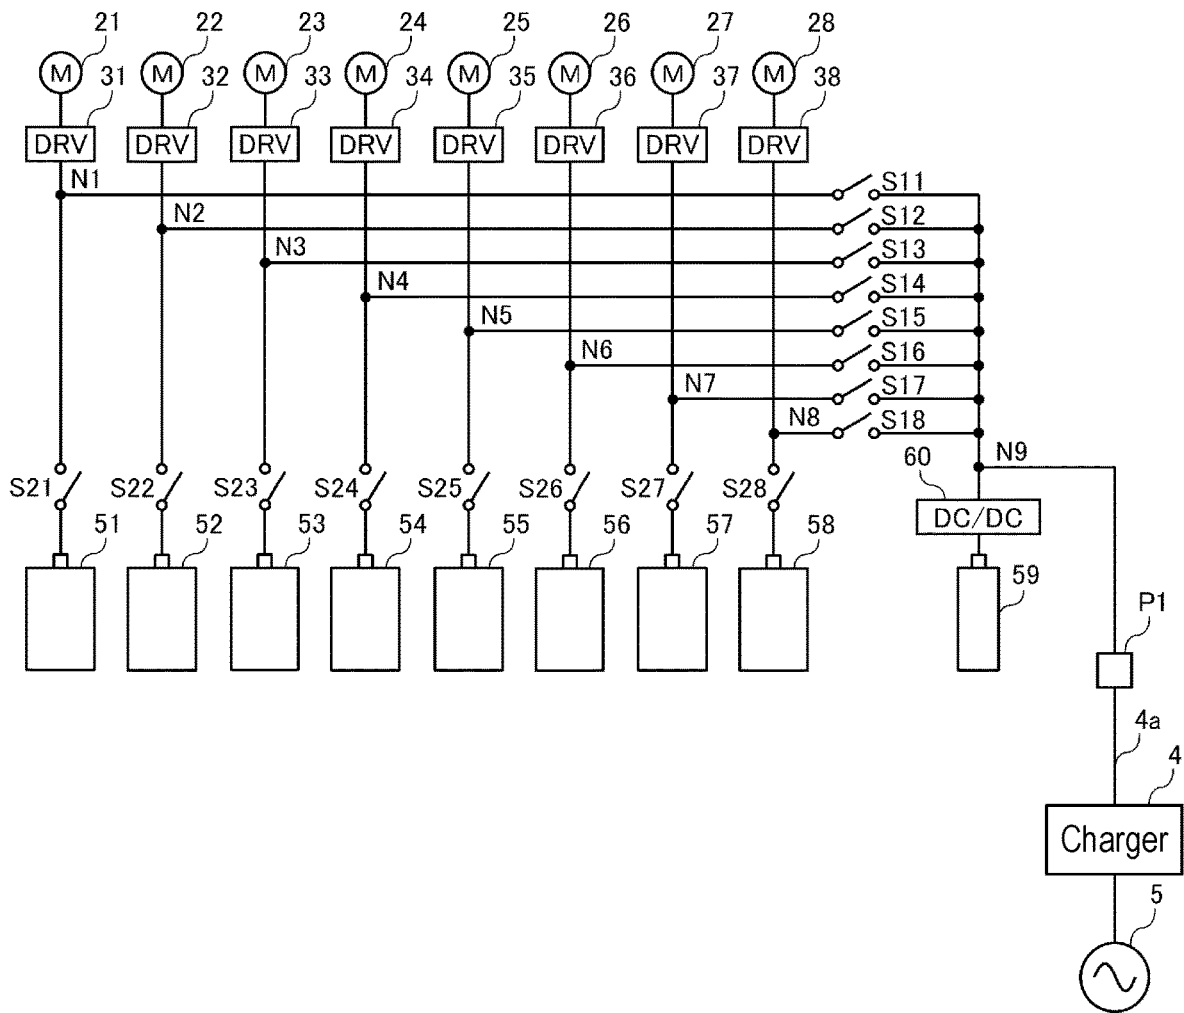 21 22 23 24 25 26 27 28
M M M M M M M M
31 32 33 34 35 36 37 38
DRV DRV DRV DRV DRV DRV DRV DRV
N1 S11
N2 S12
N3 S13
N4 S14
N5 S15
N6 S16
N7 S17
N8 S18
60 N9
S21 S22 S23 S24 S25 S26 S27 S28
51 52 53 54 55 56 57 58 DC/DC
59
P1
4a
4
Charger
5